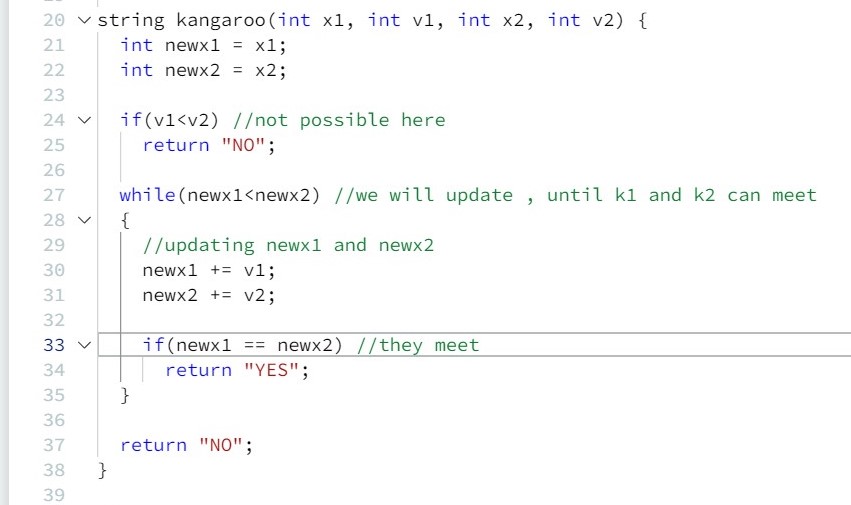 20 string kangaroo(int x1, int v1, int x2, int v2) {
21 int newx1 = x1;
22 int newx2 = x2;
23
24 if(v1<v2) //not possible here
25 return "NO";
26
27 while(newx1<newx2) //we will update , until k1 and k2 can meet
28 {
29 //updating newx1 and newx2
30 newx1 += v1;
31 newx2 += v2;
32
33 if(newx1 == newx2) //they meet
34 return "YES";
35 }
36
37 return "NO";
38 }
39